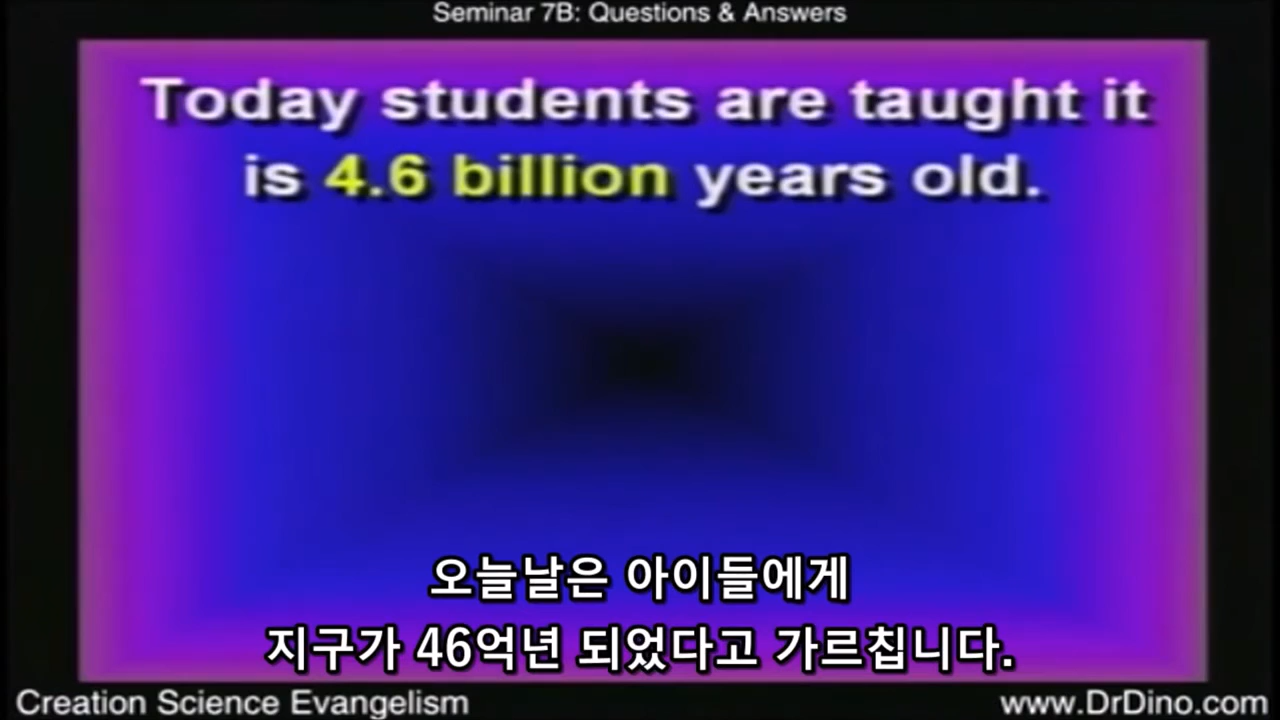 Seminar 7B: Questions & Answers
Today students are taught it
is 4.6 billion years old.
오늘날은 아이들에게
지구가 46억년 되었다고 가르칩니다.
Creation Science Evangelism
www.DrDino.com